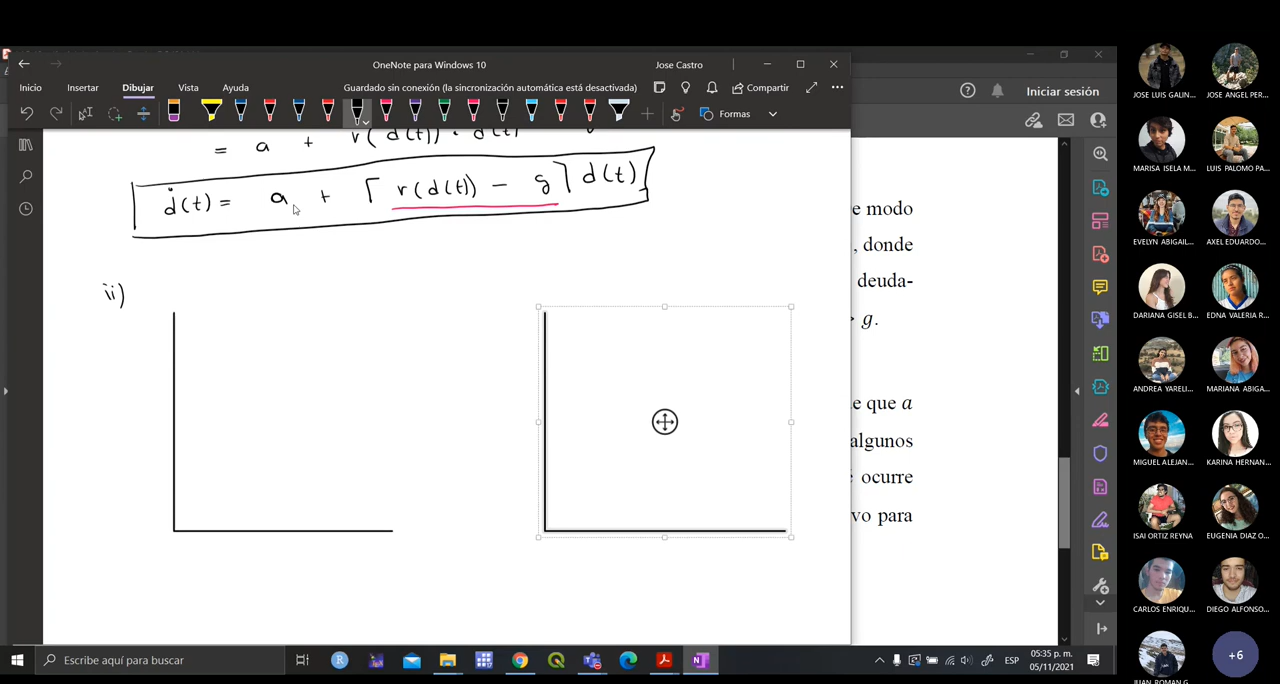 OneNote para Windows 10
Jose Castro
Inicio
Insertar
Dibujar
Vista
Ayuda
Guardado sin conexión (la sincronización automática está desactivada)
Compartir
Formas
Iniciar sesión
= a + r(d(t)) · d(t)
ḋ(t) = a + [ r(d(t)) - g ] d(t)
ii)
e modo
, donde
deuda-
> g.
e que a
algunos
é ocurre
vo para
JOSE LUIS GALIN...
JOSE ANGEL PER...
MARISA ISELA M...
LUIS PALOMO PA...
EVELYN ABIGAIL...
AXEL EDUARDO...
DARIANA GISEL B...
EDNA VALERIA R...
ANDREA YARELI...
MARIANA ABIGA...
MIGUEL ALEJAN...
KARINA HERNAN...
ISAI ORTIZ REYNA
EUGENIA DIAZ O...
CARLOS ENRIQU...
DIEGO ALFONSO...
JUAN ROMAN G...
+6
Escribe aquí para buscar
ESP
05:35 p. m.
05/11/2021